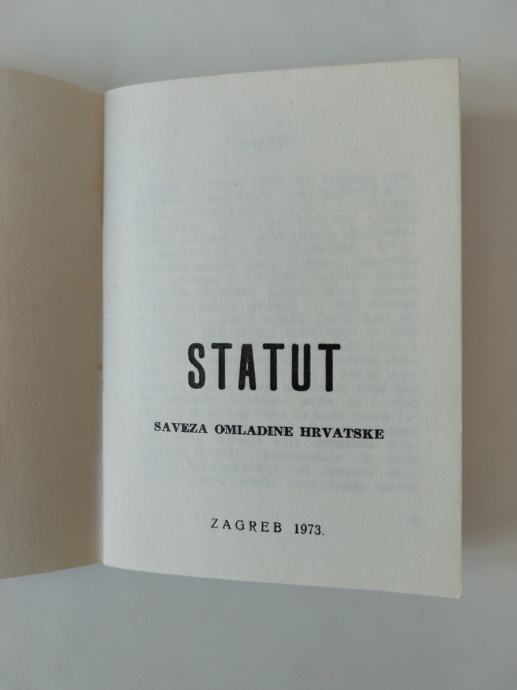 STATUT
SAVEZA OMLADINE HRVATSKE
ZAGREB 1973.